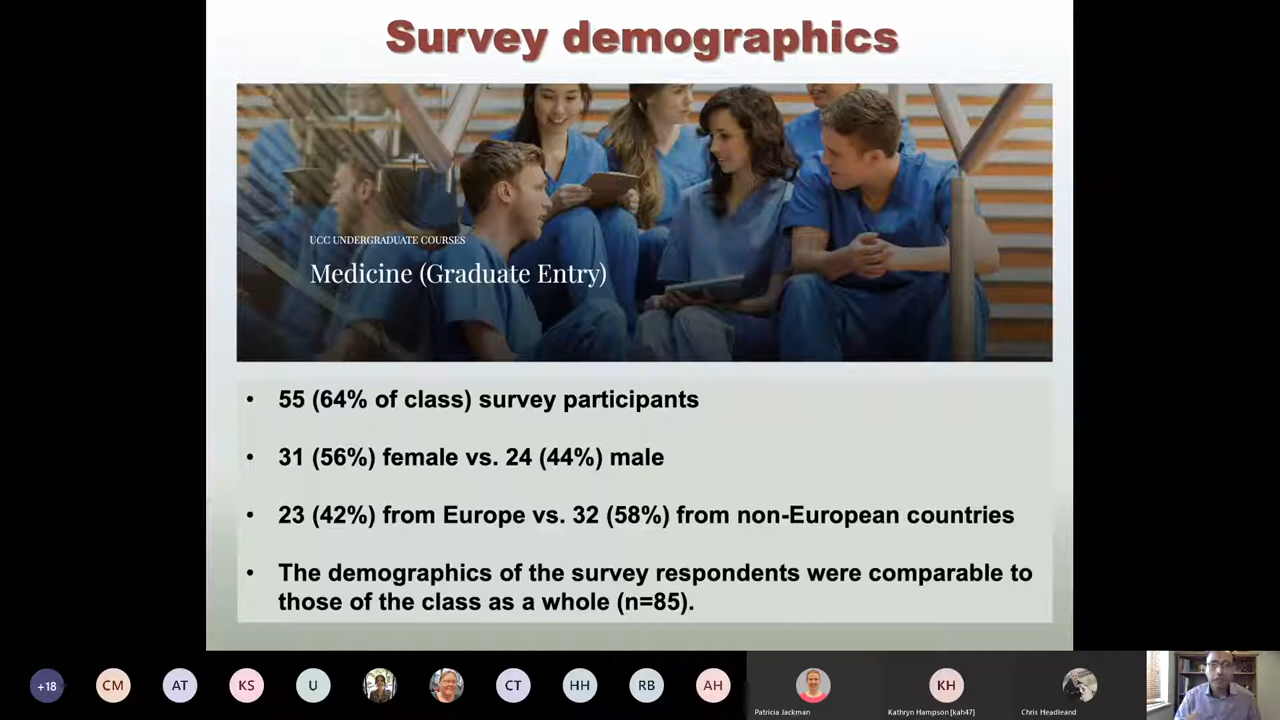 Survey demographics
UCC UNDERGRADUATE COURSES
Medicine (Graduate Entry)
• 55 (64% of class) survey participants
• 31 (56%) female vs. 24 (44%) male
• 23 (42%) from Europe vs. 32 (58%) from non-European countries
• The demographics of the survey respondents were comparable to
those of the class as a whole (n=85).
+18 CM AT KS U CT HH RB AH KH
Patricia Jackman Kathryn Hampson [kah47] Chris Headleand